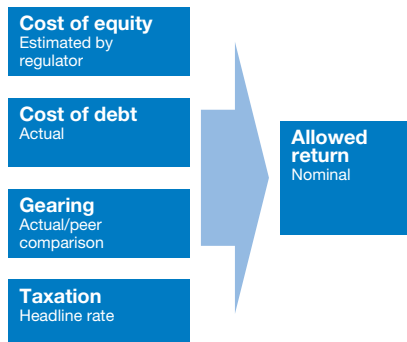 Cost of equity
Estimated by
regulator
Cost of debt
Actual
Gearing
Actual/peer
comparison
Taxation
Headline rate
Allowed
return
Nominal